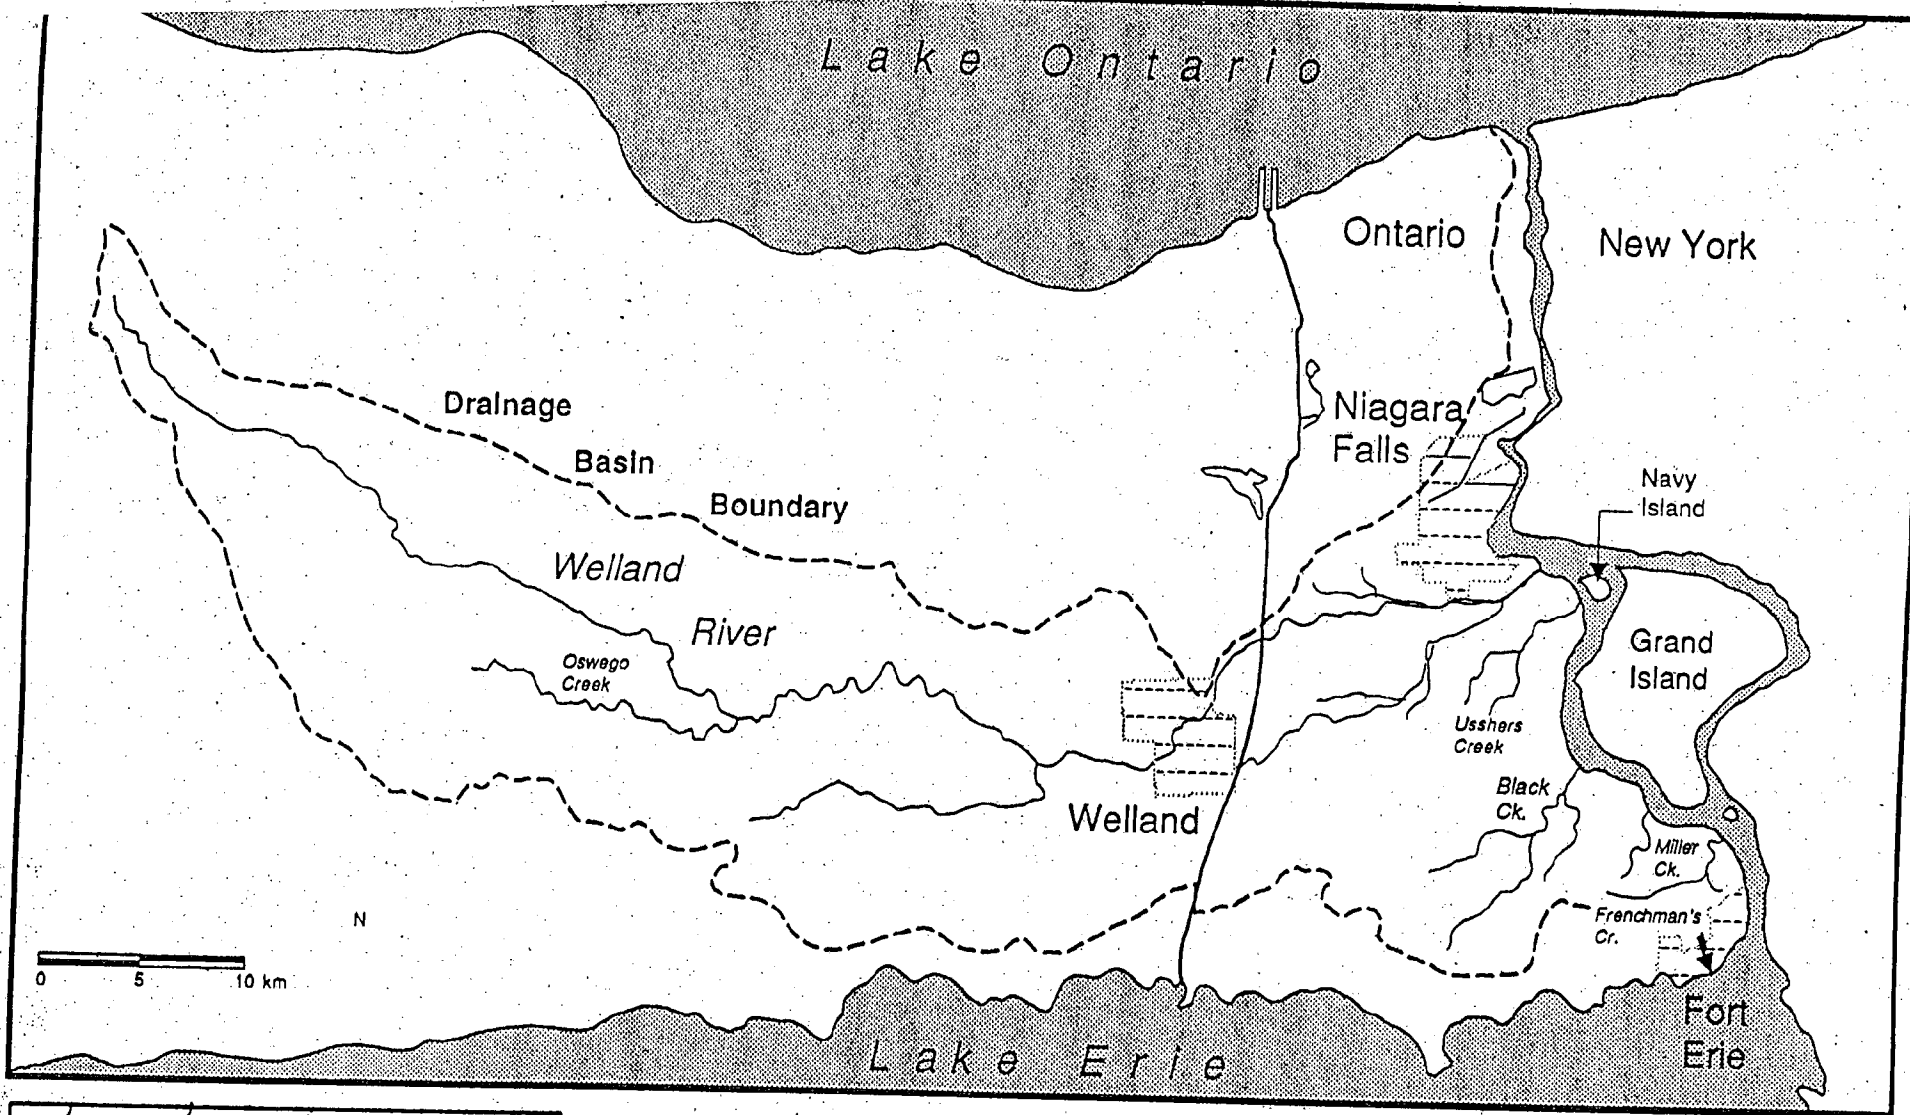 Lake Ontario
Ontario
New York
Drainage
Basin
Boundary
Niagara
Falls
Navy
Island
Welland
River
Oswego
Creek
Grand
Island
Usshers
Creek
Black
Ck.
Welland
Miller
Ck.
Frenchman's
Cr.
N
0 5 10 km
Fort
Erie
Lake Erie